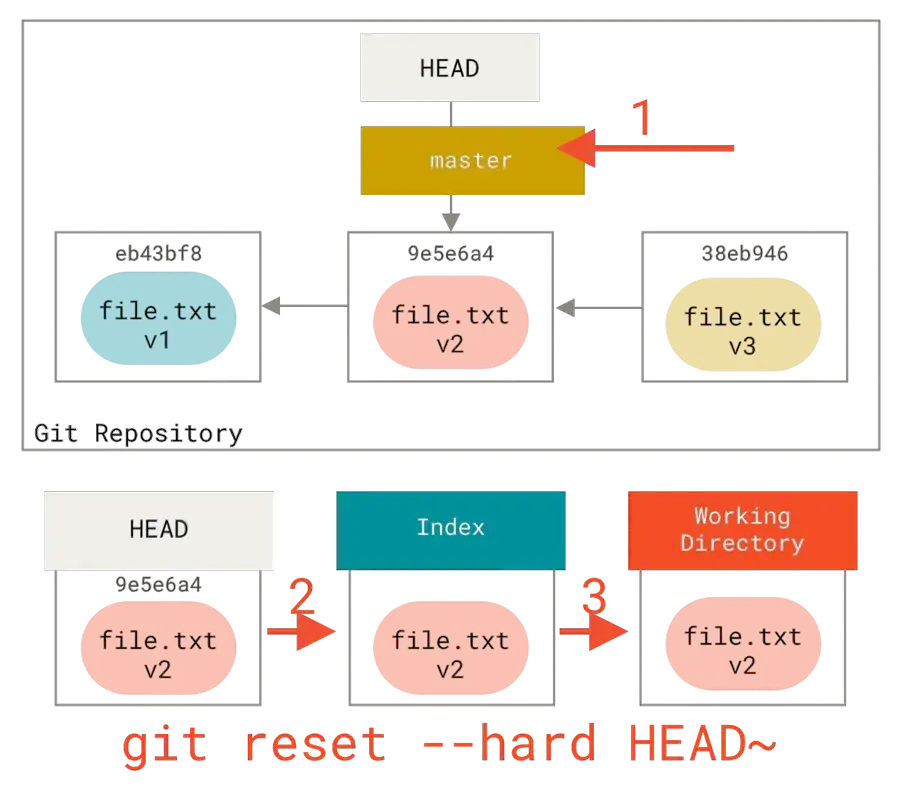 HEAD
1
master
eb43bf8
9e5e6a4
38eb946
file.txt
v1
file.txt
v2
file.txt
v3
Git Repository
HEAD
Index
Working
Directory
9e5e6a4
2
3
file.txt
v2
file.txt
v2
file.txt
v2
git reset --hard HEAD~